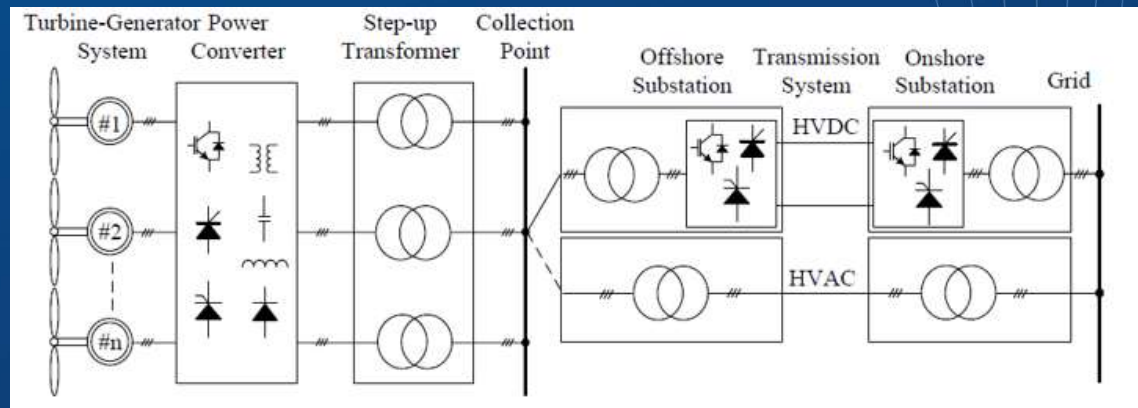 Turbine-Generator Power
System Converter
Step-up
Transformer
Collection
Point
Offshore
Substation
Transmission
System
Onshore
Substation
Grid
#1
#2
#n
HVDC
HVAC